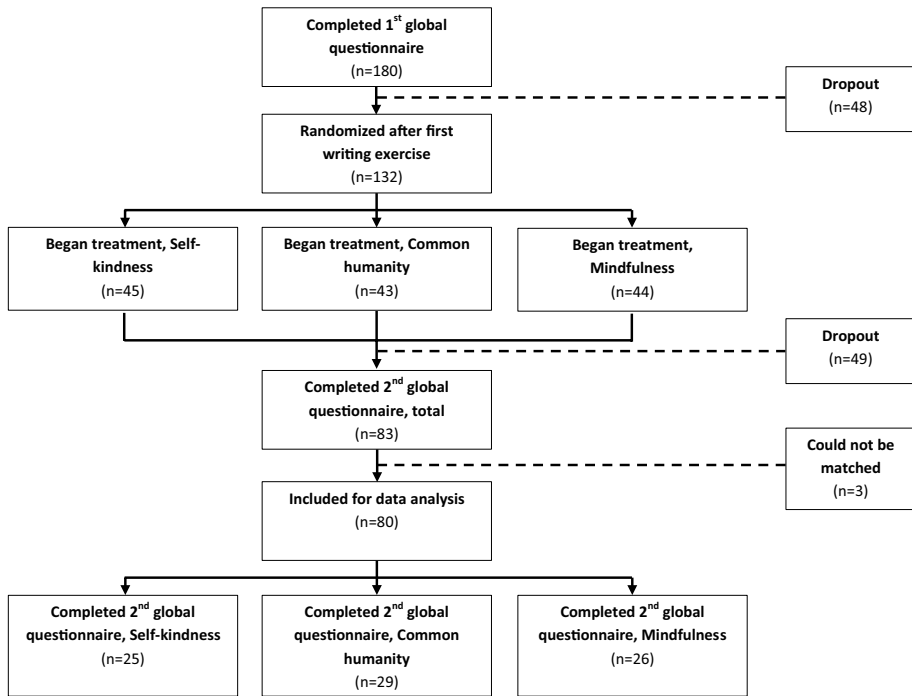 Completed 1st global
questionnaire
(n=180)
Dropout
(n=48)
Randomized after first
writing exercise
(n=132)
Began treatment, Self-
kindness
(n=45)
Began treatment, Common
humanity
(n=43)
Began treatment,
Mindfulness
(n=44)
Dropout
(n=49)
Completed 2nd global
questionnaire, total
(n=83)
Could not be
matched
(n=3)
Included for data analysis
(n=80)
Completed 2nd global
questionnaire, Self-kindness
(n=25)
Completed 2nd global
questionnaire, Common
humanity
(n=29)
Completed 2nd global
questionnaire, Mindfulness
(n=26)